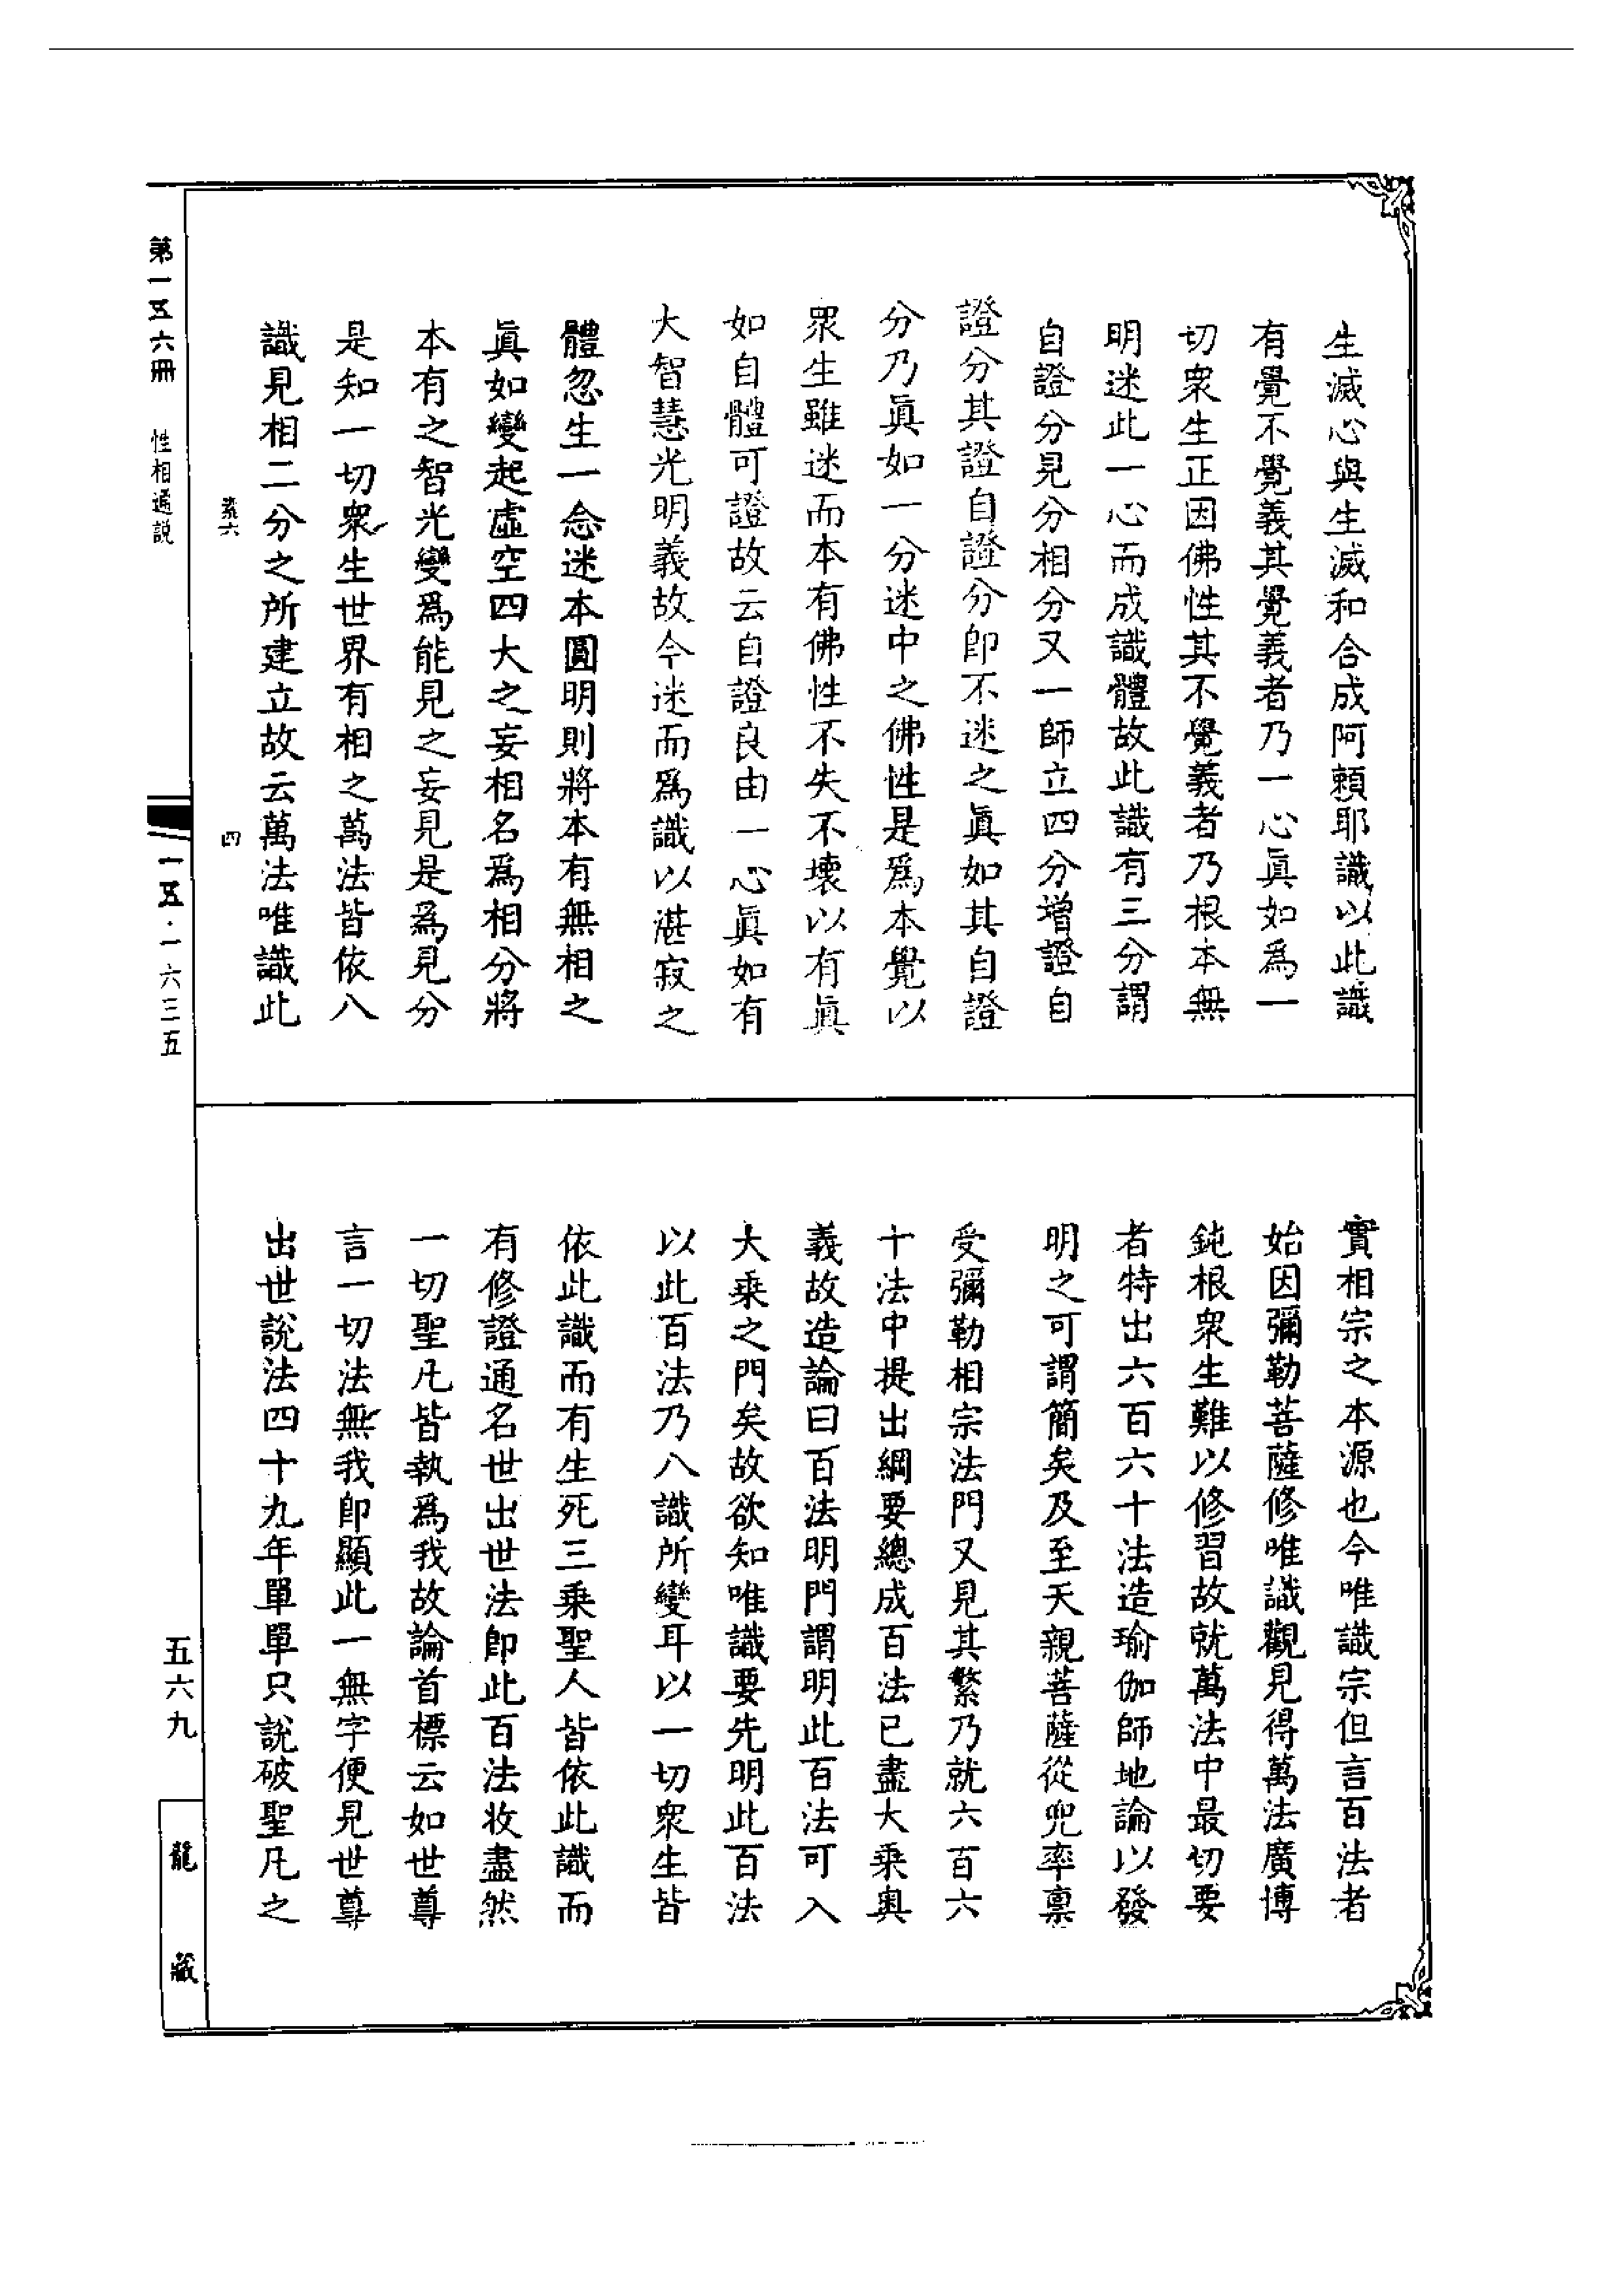 生滅心與生滅和合成阿賴耶識以此識
有覺不覺義其覺義者乃一心眞如爲一
切衆生正因佛性其不覺義者乃根本無
明迷此一心而成識體故此識有三分謂
自證分見分相分又一師立四分增證自
證分其證自證分卽不迷之眞如其自證
分乃眞如一分迷中之佛性是爲本覺以
眾生雖迷而本有佛性不失不壞以有眞
如自體可證故云自證良由一心眞如有
大智慧光明義故今迷而爲識以湛寂之
體忽生一念迷本圓明則將本有無相之
眞如變起虛空四大之妄相名爲相分將
本有之智光變爲能見之妄見是爲見分
是知一切衆生世界有相之萬法皆依八
識見相二分之所建立故云萬法唯識此
實相宗之本源也今唯識宗但言百法者
始因彌勒菩薩修唯識觀見得萬法廣博
鈍根衆生難以修習故就萬法中最切要
者特出六百六十法造瑜伽師地論以發
明之可謂簡矣及至天親菩薩從兜率稟
受彌勒相宗法門又見其繁乃就六百六
十法中提出綱要總成百法已盡大乘奧
義故造論曰百法明門謂明此百法可入
大乘之門矣故欲知唯識要先明此百法
以此百法乃八識所變耳以一切衆生皆
依此識而有生死三乘聖人皆依此識而
有修證通名世出世法卽此百法收盡然
一切聖凡皆執爲我故論首標云如世尊
言一切法無我卽顯此一無字便見世尊
出世說法四十九年單單只說破聖凡之
素六
四
第一五六冊
性相通説
一五·一六三五
五六九
龍藏